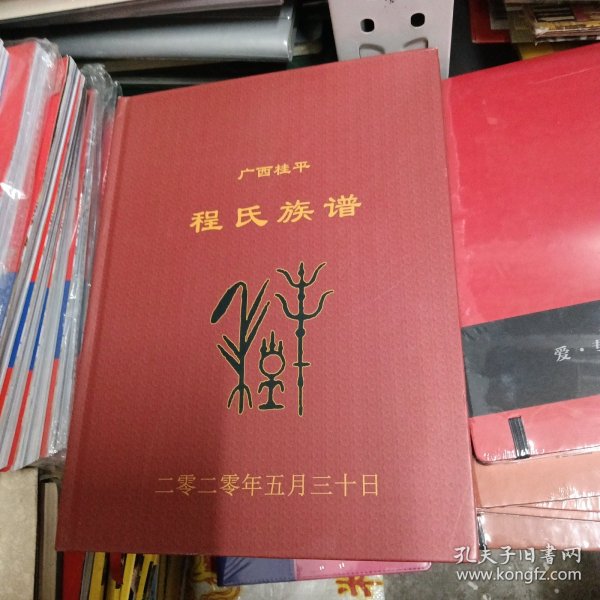 广西桂平
程氏族谱
二零二零年五月三十日
爱·
孔夫子旧书网
www.kongfz.com